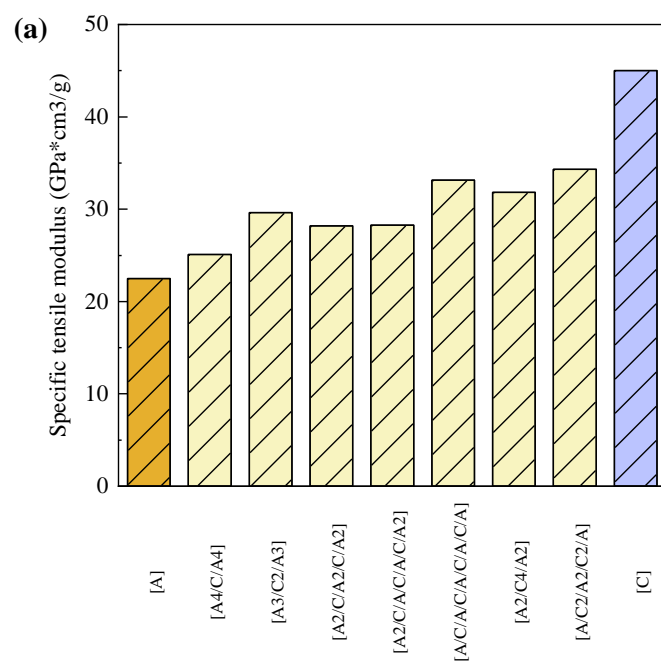 (a)
Specific tensile modulus (GPa*cm3/g)
50
40
30
20
10
0
[A]
[A4/C/A4]
[A3/C2/A3]
[A2/C/A2/C/A2]
[A2/C/A/C/A/C/A2]
[A/C/A/C/A/C/A/C/A]
[A2/C4/A2]
[A/C2/A2/C2/A]
[C]